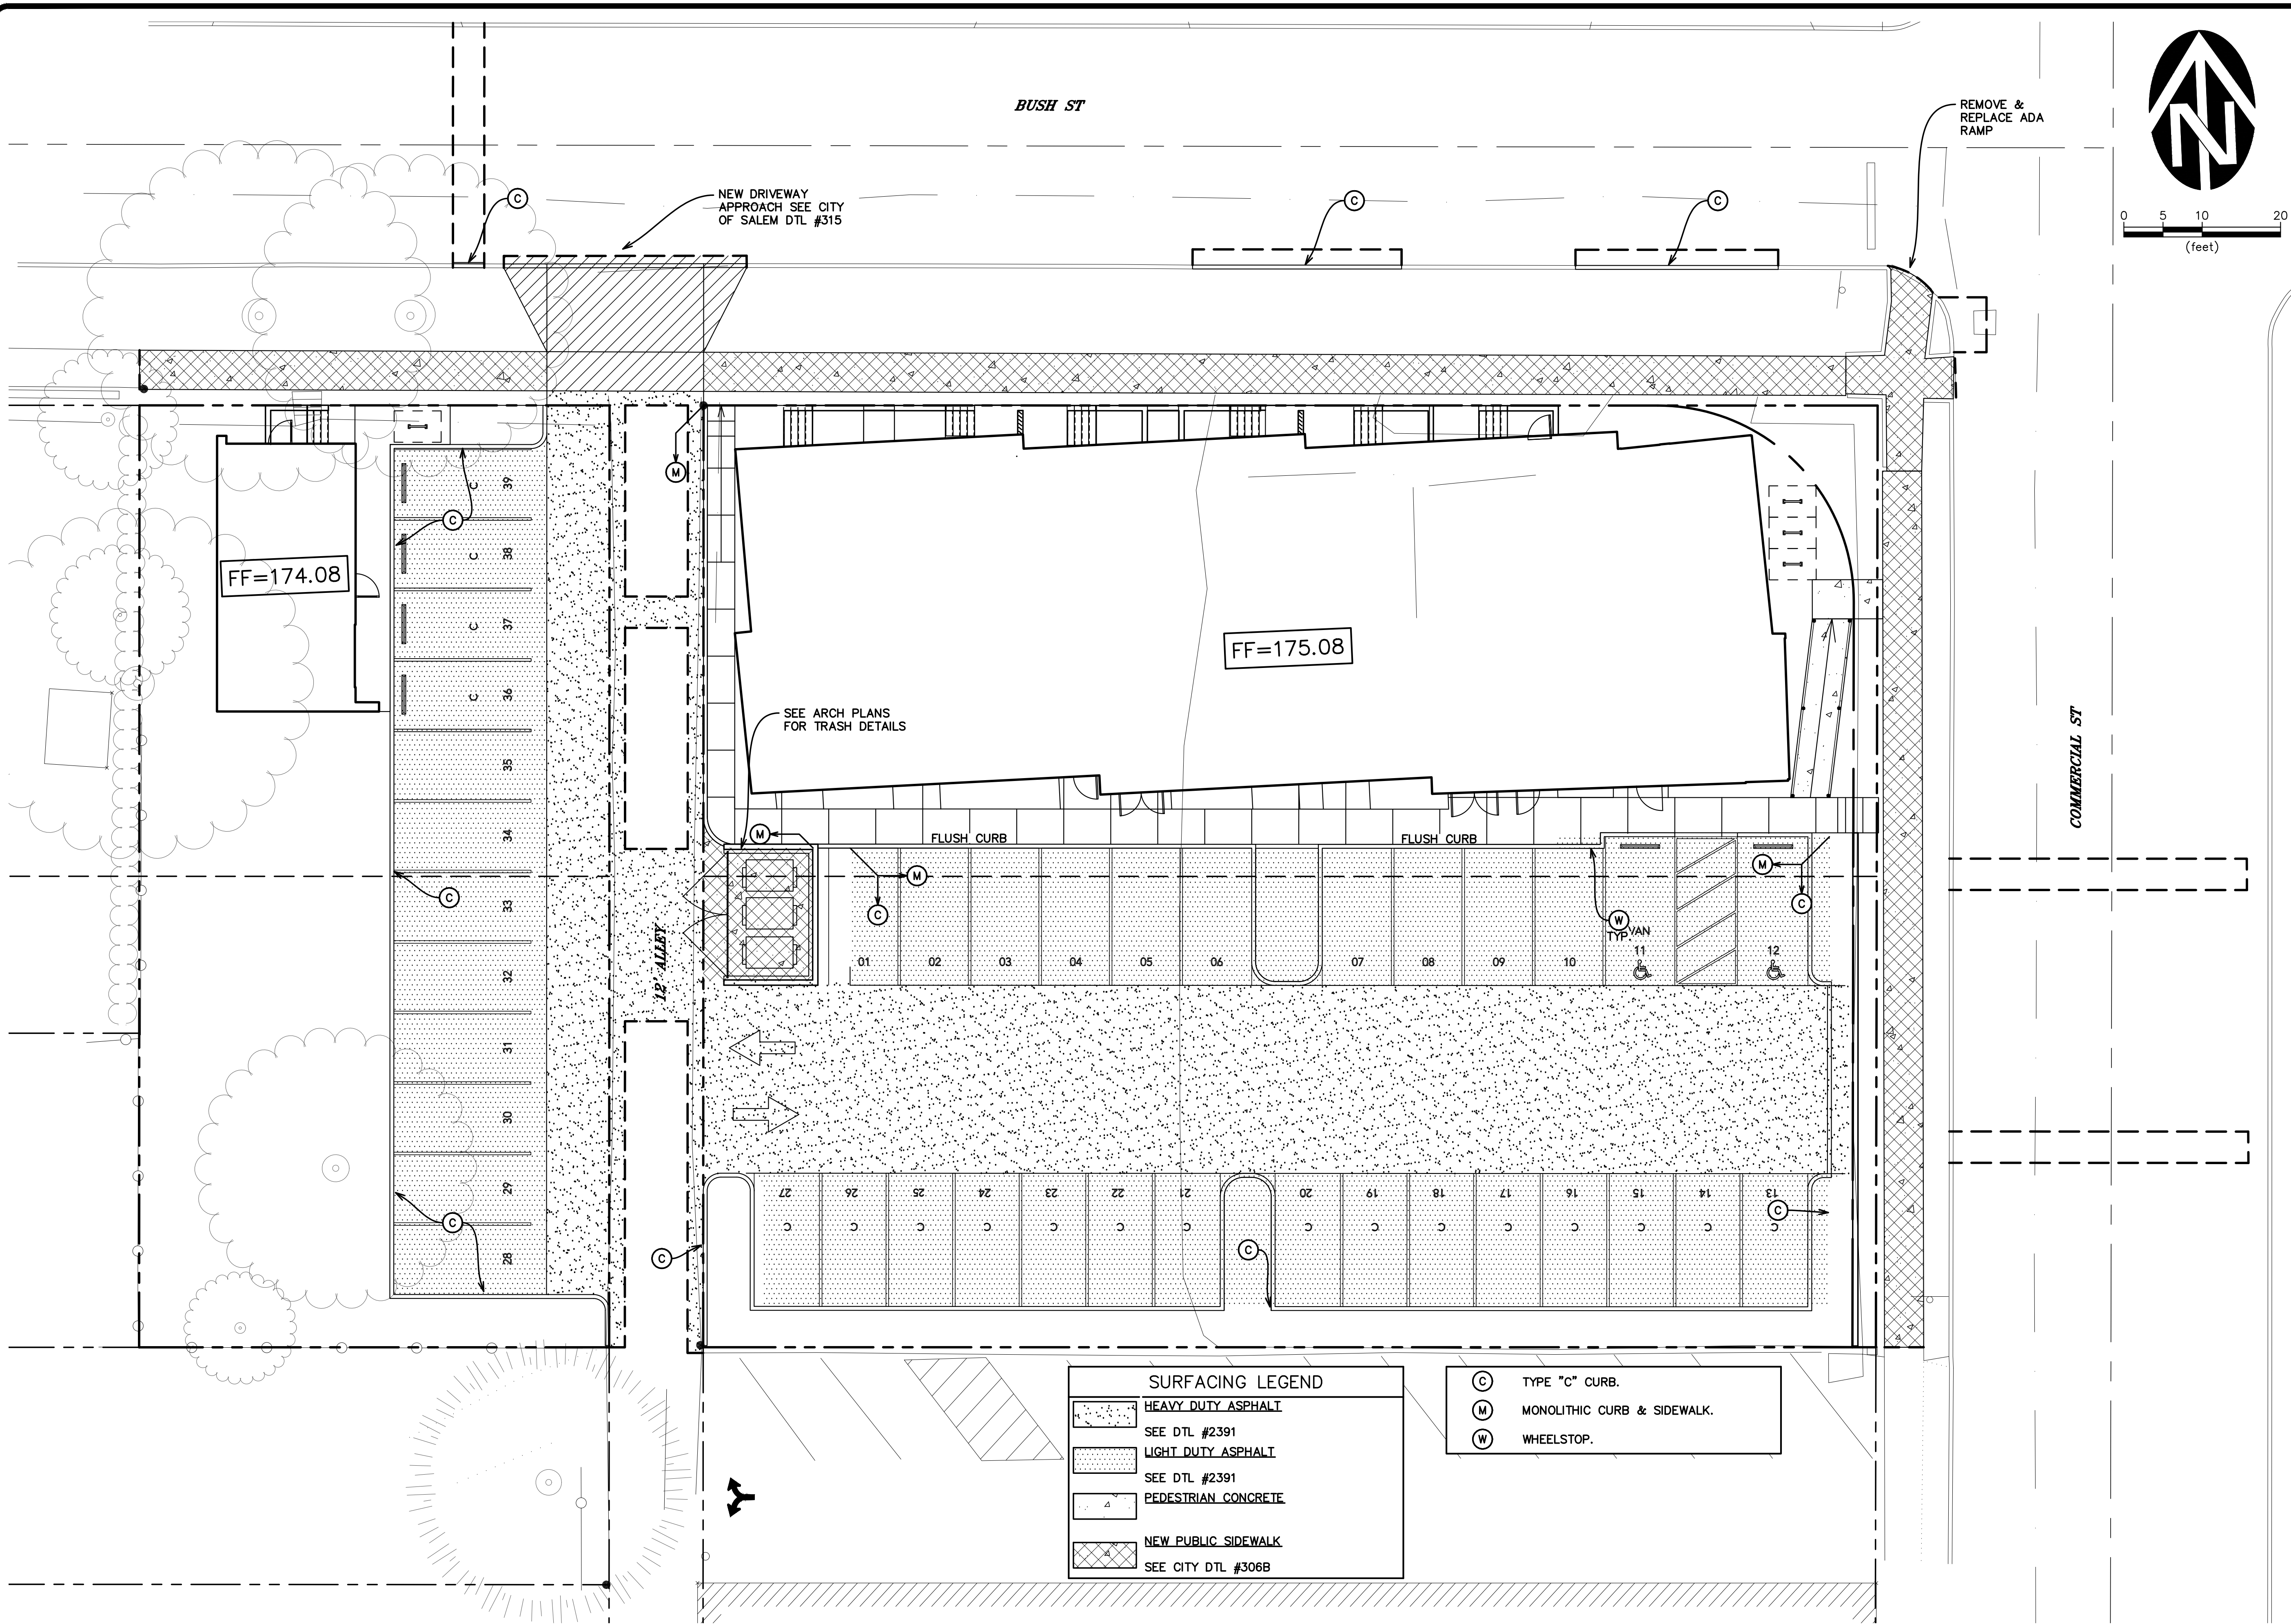 BUSH ST
REMOVE &
REPLACE ADA
RAMP
N
0 5 10 20
(feet)
NEW DRIVEWAY
APPROACH SEE CITY
OF SALEM DTL #315
C
C
C
M
C
39
C
38
C
37
C
36
C
35
34
33
32
31
30
29
28
C
C
FF=174.08
FF=175.08
SEE ARCH PLANS
FOR TRASH DETAILS
COMMERCIAL ST
12' ALLEY
M
FLUSH CURB
FLUSH CURB
M
C
M
C
W
TYP.
VAN
01 02 03 04 05 06 07 08 09 10 11 12
27 26 25 24 23 22 21 20 19 18 17 16 15 14 13
C C C C C C C C C C C C C C C
C
C
C
SURFACING LEGEND
HEAVY DUTY ASPHALT
SEE DTL #2391
LIGHT DUTY ASPHALT
SEE DTL #2391
PEDESTRIAN CONCRETE
NEW PUBLIC SIDEWALK
SEE CITY DTL #306B
C TYPE "C" CURB.
M MONOLITHIC CURB & SIDEWALK.
W WHEELSTOP.